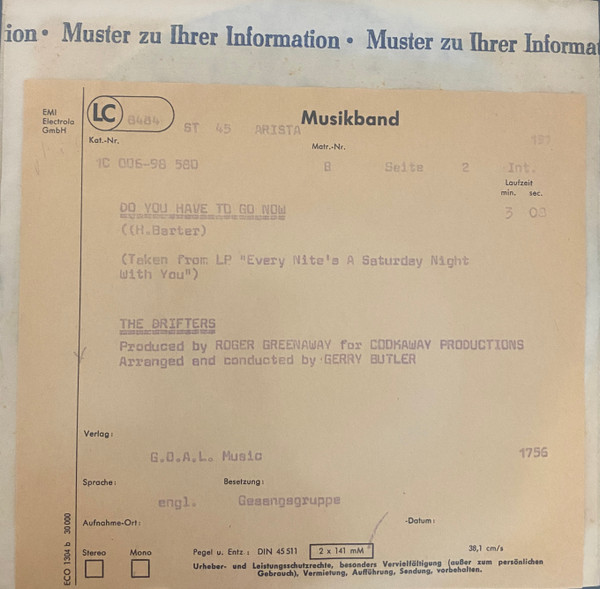 ion • Muster zu Ihrer Information • Muster zu Ihrer Informat
EMI
Electrola
GmbH
LC 8484 ST 45 ARISTA Musikband
Kat.-Nr. Matr.-Nr.
1C 006-98 580 B Seite 2 Int.
Laufzeit
min. sec.
DO YOU HAVE TO GO NOW 3 00
((H.Barter)
(Taken from LP "Every Nite's A Saturday Night
With You")
THE DRIFTERS
Produced by ROGER GREENAWAY for COOKAWAY PRODUCTIONS
Arranged and conducted by GERRY BUTLER
Verlag:
G.O.A.L. Music 1756
Sprache: Besetzung:
engl. Gesangsgruppe
Aufnahme-Ort: -Datum:
Stereo Mono Pegel u. Entz.: DIN 45511 2 x 141 mM 38,1 cm/s
Urheber- und Leistungsschutzrechte, besonders Vervielfältigung (außer zum persönlichen
Gebrauch), Vermietung, Aufführung, Sendung, vorbehalten.
ECO 1304 b 30000